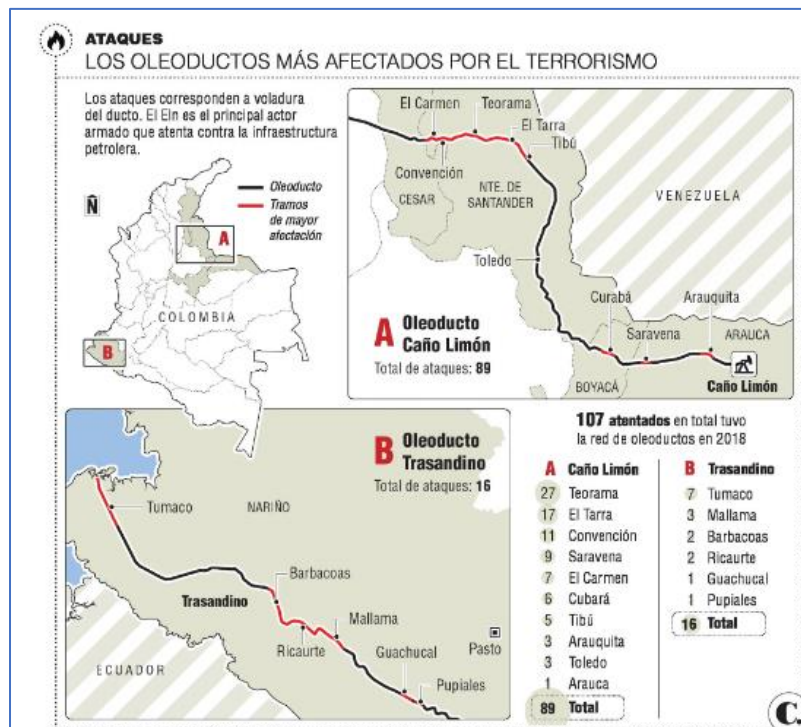 ATAQUES
LOS OLEODUCTOS MÁS AFECTADOS POR EL TERRORISMO
Los ataques corresponden a voladura
del ducto. El Eln es el principal actor
armado que atenta contra la infraestructura
petrolera.
N
Oleoducto
Tramos
de mayor
afectación
A
COLOMBIA
B
El Carmen
Teorama
El Tarra
Tibú
Convención
CESAR
NTE. DE
SANTANDER
VENEZUELA
Toledo
Curabá
Arauquita
Saravena
ARAUCA
BOYACÁ
Caño Limón
A Oleoducto
Caño Limón
Total de ataques: 89
B Oleoducto
Trasandino
Total de ataques: 16
Tumaco
NARIÑO
Barbacoas
Trasandino
Mallama
Ricaurte
Guachucal
Pasto
Pupiales
ECUADOR
107 atentados en total tuvo
la red de oleoductos en 2018
A Caño Limón
27 Teorama
17 El Tarra
11 Convención
9 Saravena
7 El Carmen
6 Cubará
5 Tibú
3 Arauquita
3 Toledo
1 Arauca
89 Total
B Trasandino
7 Tumaco
3 Mallama
2 Barbacoas
2 Ricaurte
1 Guachucal
1 Pupiales
16 Total
C.